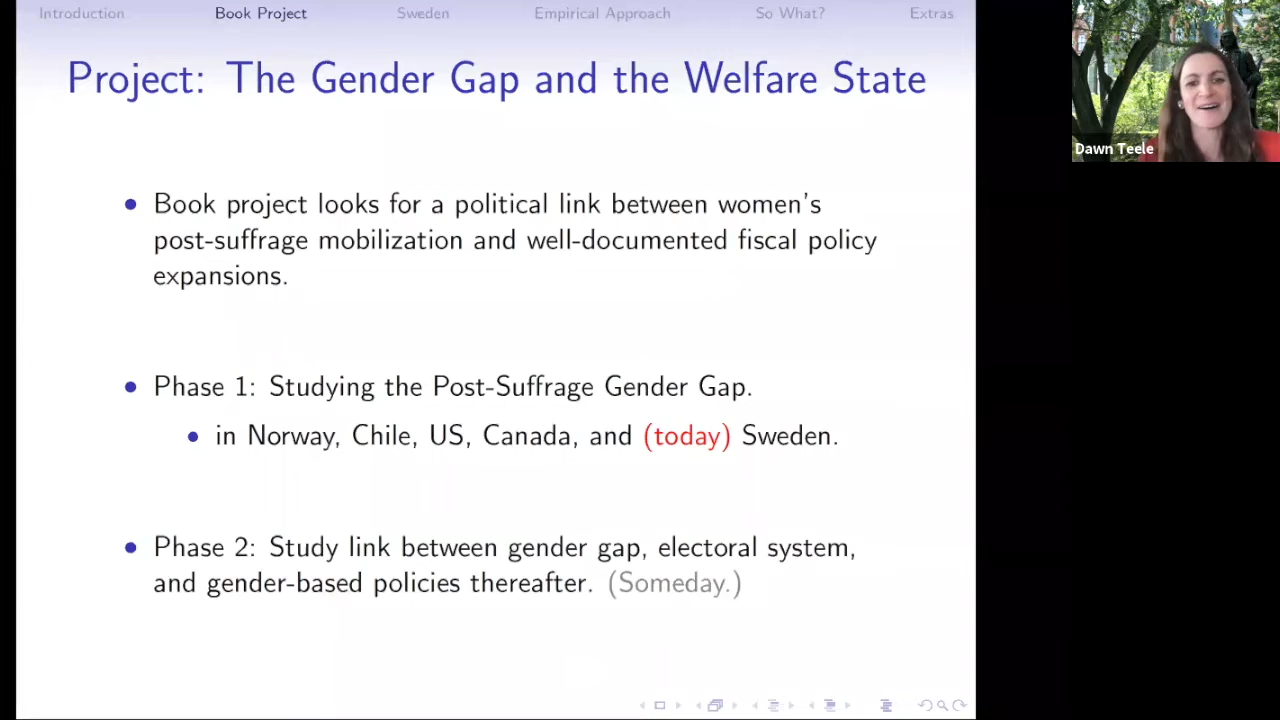 Introduction Book Project Sweden Empirical Approach So What? Extras
Project: The Gender Gap and the Welfare State
• Book project looks for a political link between women's
post-suffrage mobilization and well-documented fiscal policy
expansions.
• Phase 1: Studying the Post-Suffrage Gender Gap.
• in Norway, Chile, US, Canada, and (today) Sweden.
• Phase 2: Study link between gender gap, electoral system,
and gender-based policies thereafter. (Someday.)
Dawn Teele